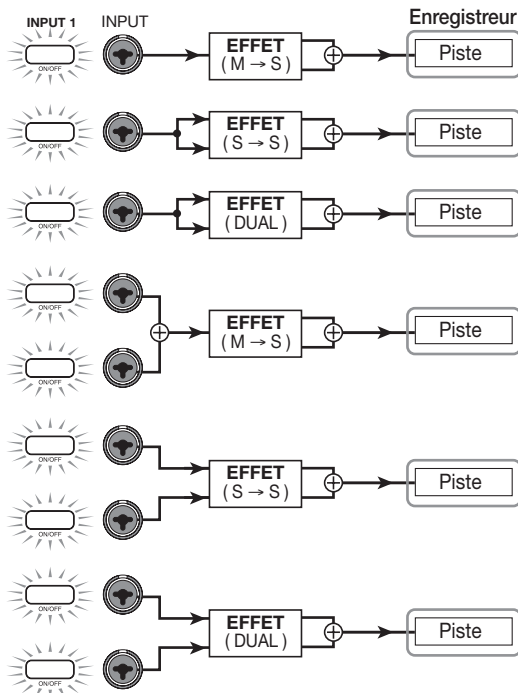 INPUT 1 INPUT Enregistreur
ON/OFF EFFET (M → S) Piste
ON/OFF EFFET (S → S) Piste
ON/OFF EFFET (DUAL) Piste
ON/OFF
EFFET (M → S) Piste
ON/OFF
ON/OFF
EFFET (S → S) Piste
ON/OFF
ON/OFF
EFFET (DUAL) Piste
ON/OFF